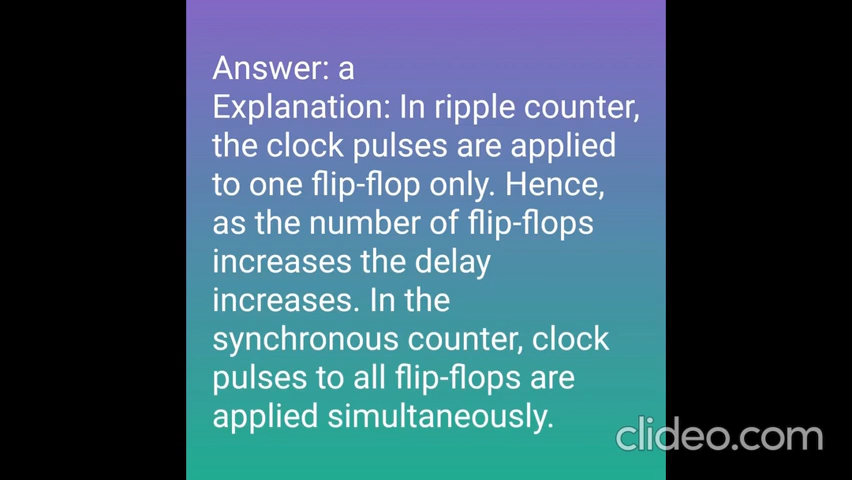 Answer: a
Explanation: In ripple counter,
the clock pulses are applied
to one flip-flop only. Hence,
as the number of flip-flops
increases the delay
increases. In the
synchronous counter, clock
pulses to all flip-flops are
applied simultaneously.
clideo.com